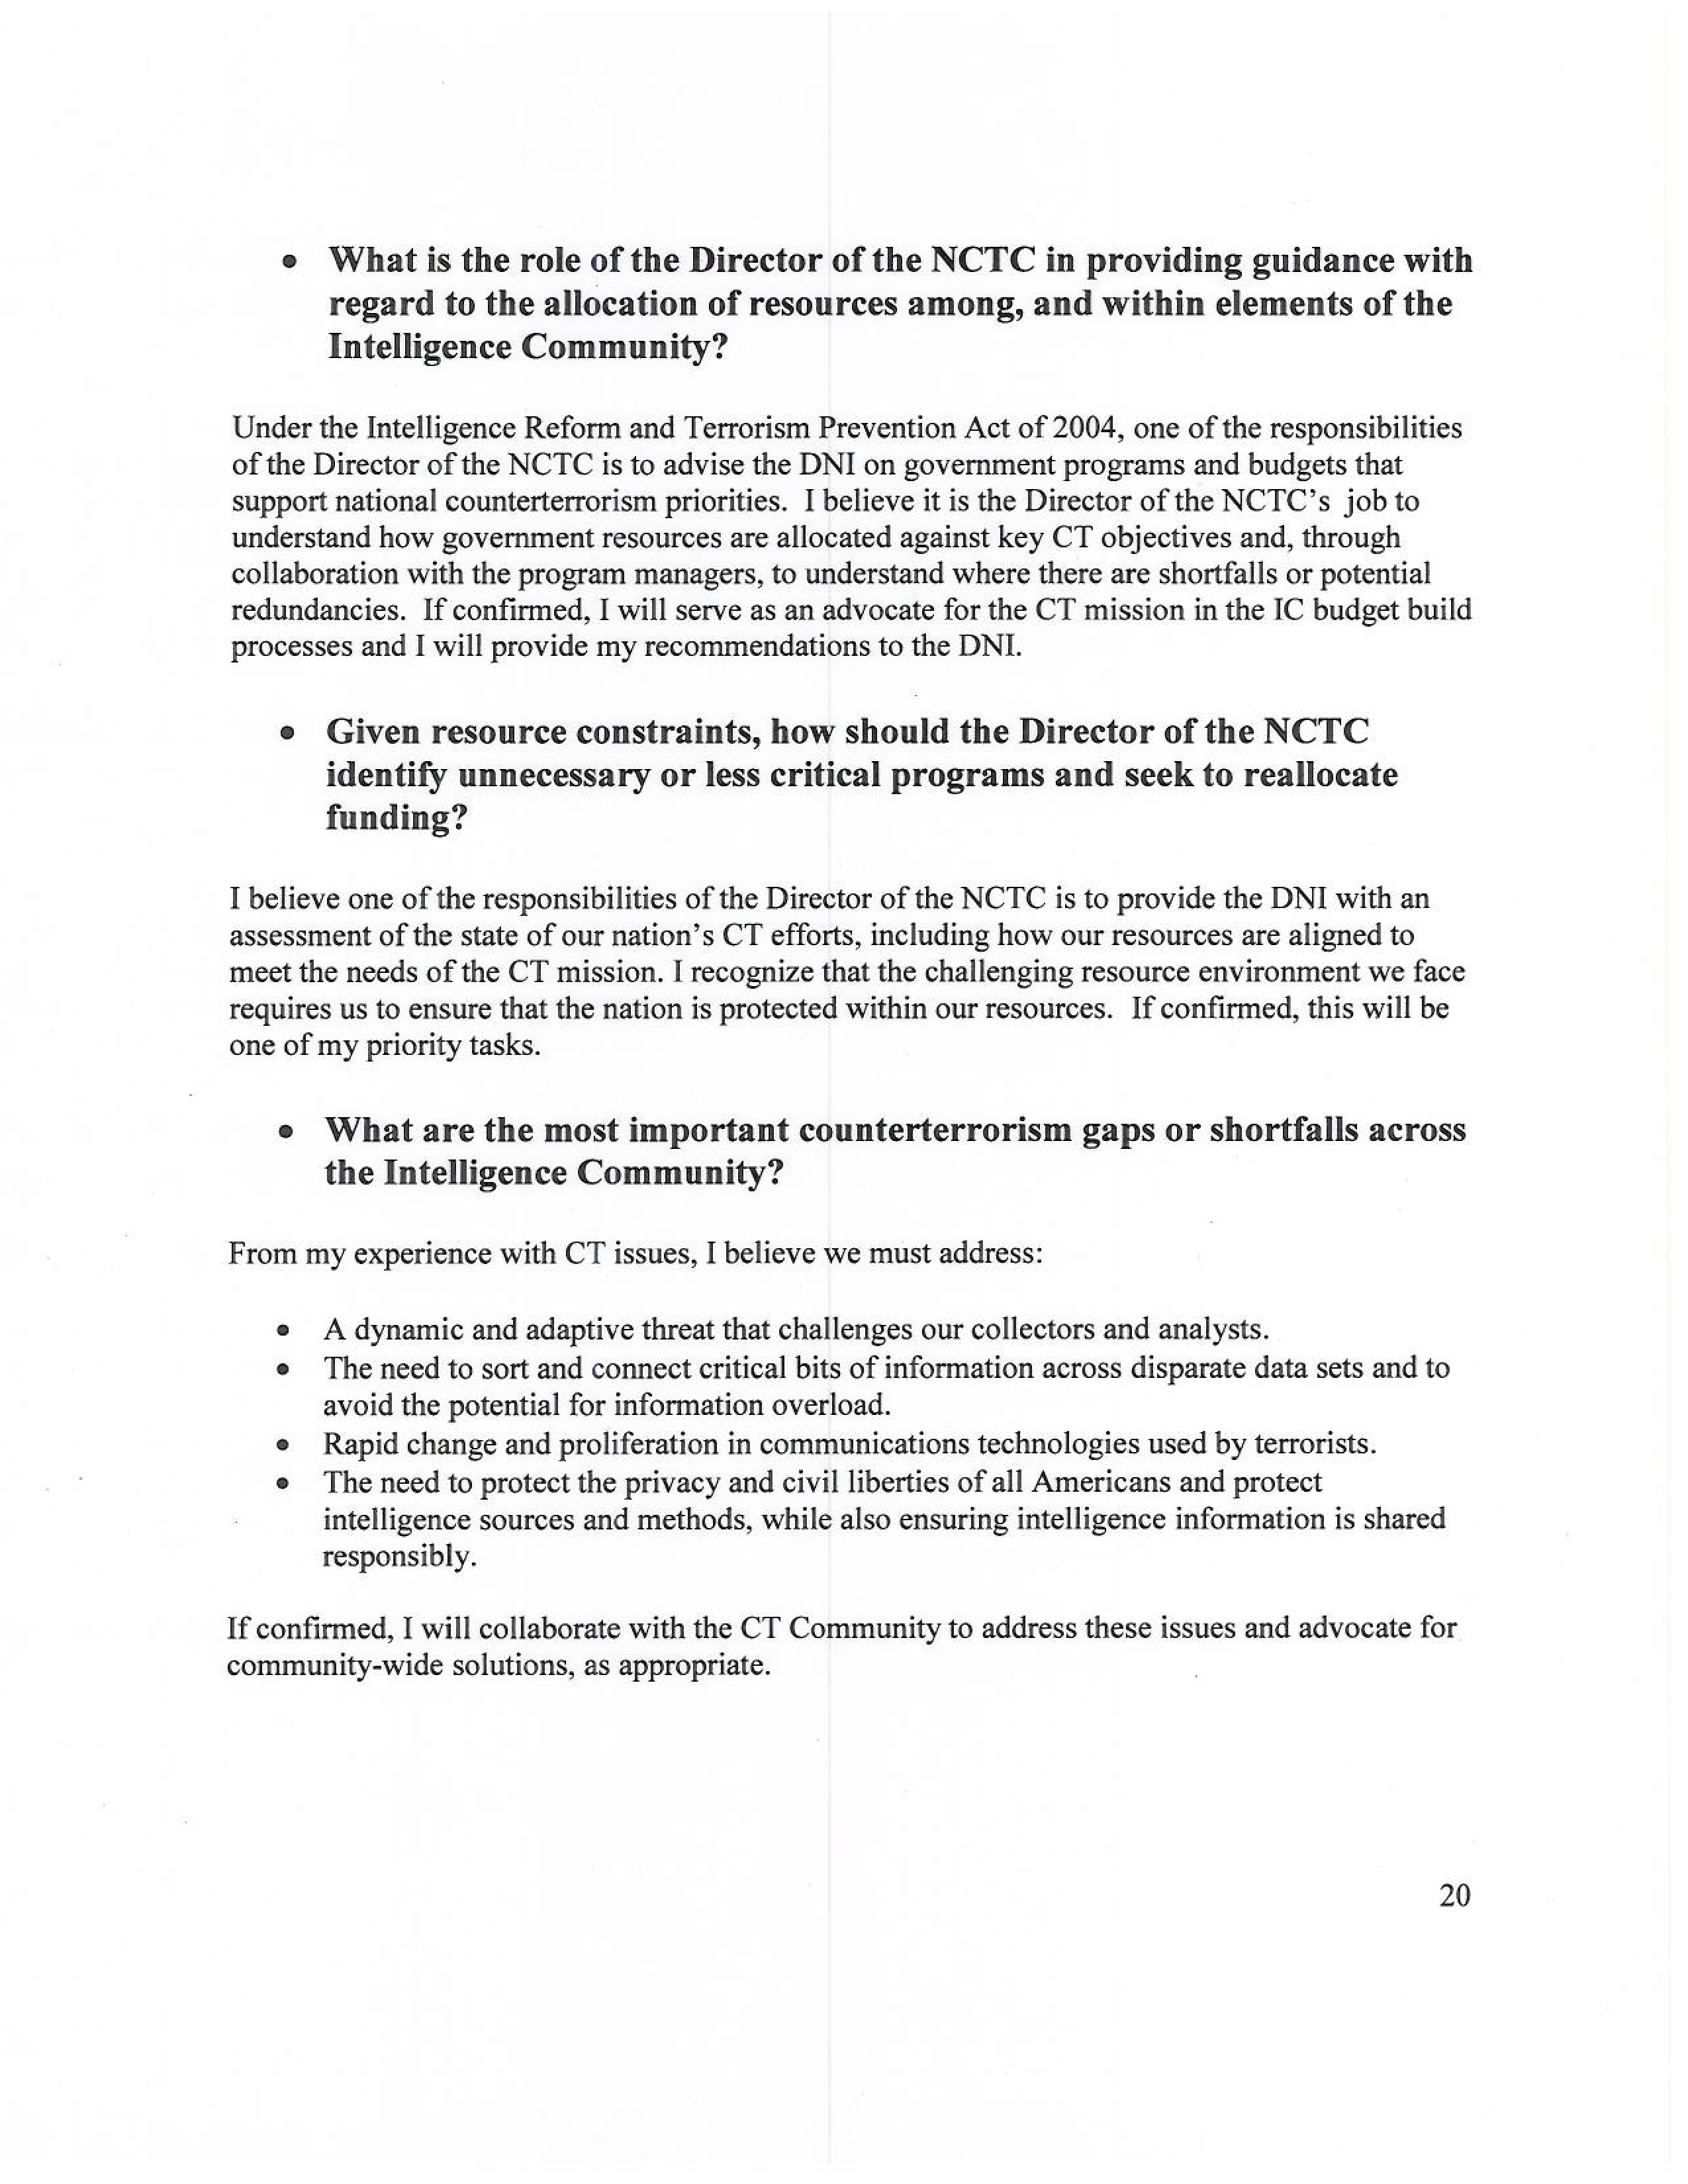 • What is the role of the Director of the NCTC in providing guidance with
regard to the allocation of resources among, and within elements of the
Intelligence Community?
Under the Intelligence Reform and Terrorism Prevention Act of 2004, one of the responsibilities
of the Director of the NCTC is to advise the DNI on government programs and budgets that
support national counterterrorism priorities.  I believe it is the Director of the NCTC's  job to
understand how government resources are allocated against key CT objectives and, through
collaboration with the program managers, to understand where there are shortfalls or potential
redundancies.  If confirmed, I will serve as an advocate for the CT mission in the IC budget build
processes and I will provide my recommendations to the DNI.
• Given resource constraints, how should the Director of the NCTC
identify unnecessary or less critical programs and seek to reallocate
funding?
I believe one of the responsibilities of the Director of the NCTC is to provide the DNI with an
assessment of the state of our nation's CT efforts, including how our resources are aligned to
meet the needs of the CT mission. I recognize that the challenging resource environment we face
requires us to ensure that the nation is protected within our resources.  If confirmed, this will be
one of my priority tasks.
• What are the most important counterterrorism gaps or shortfalls across
the Intelligence Community?
From my experience with CT issues, I believe we must address:
• A dynamic and adaptive threat that challenges our collectors and analysts.
• The need to sort and connect critical bits of information across disparate data sets and to
avoid the potential for information overload.
• Rapid change and proliferation in communications technologies used by terrorists.
• The need to protect the privacy and civil liberties of all Americans and protect
intelligence sources and methods, while also ensuring intelligence information is shared
responsibly.
If confirmed, I will collaborate with the CT Community to address these issues and advocate for
community-wide solutions, as appropriate.
20